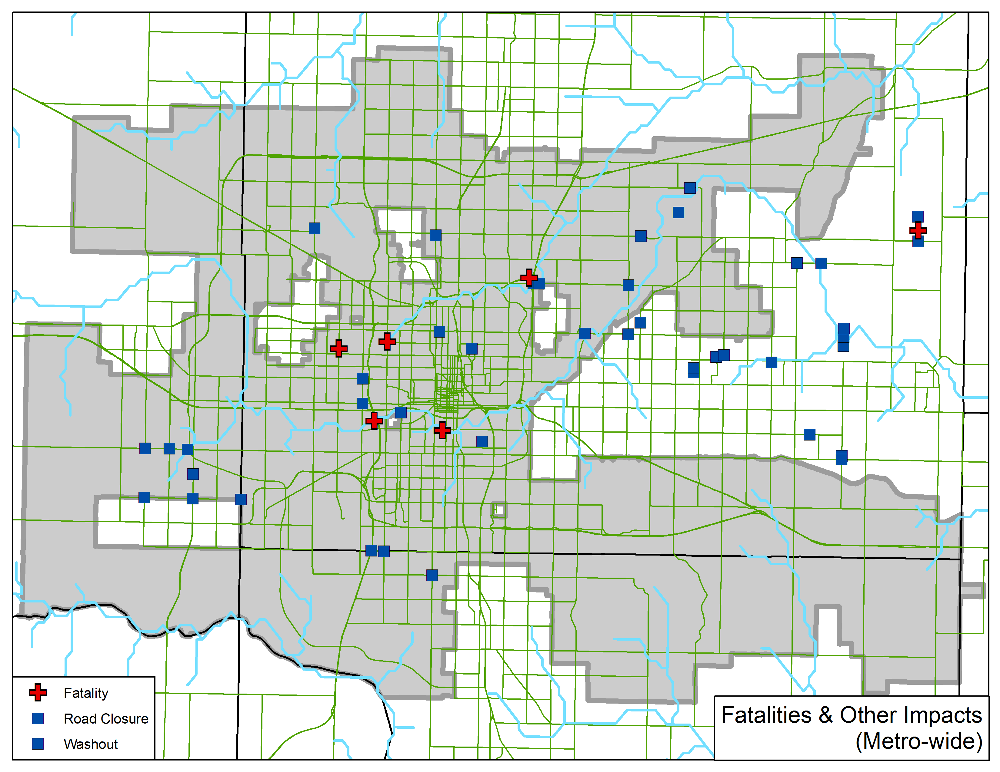 Fatality
Road Closure
Washout
Fatalities & Other Impacts
(Metro-wide)